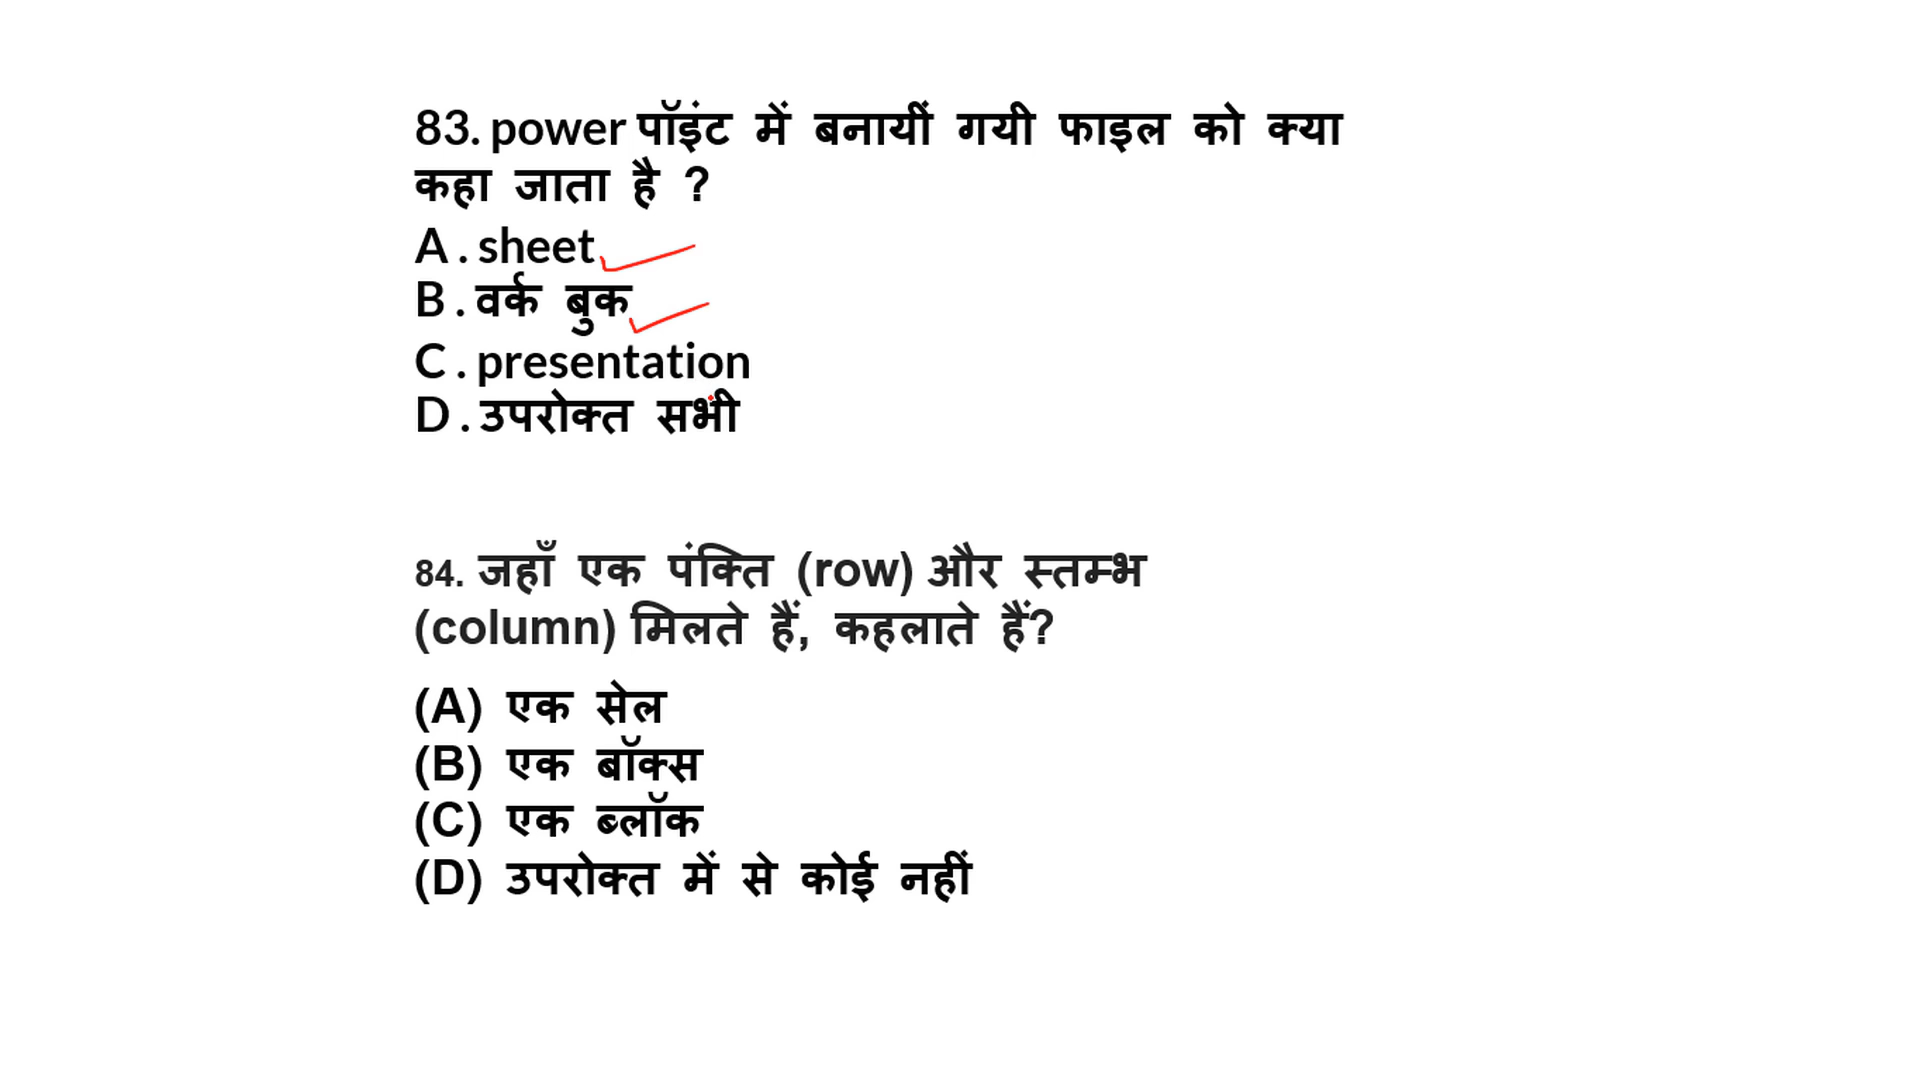 83. power पॉइंट में बनायीं गयी फाइल को क्या
कहा जाता है ?
A . sheet
B . वर्क बुक
C . presentation
D . उपरोक्त सभी
84. जहाँ एक पंक्ति (row) और स्तम्भ
(column) मिलते हैं, कहलाते हैं?
(A) एक सेल
(B) एक बॉक्स
(C) एक ब्लॉक
(D) उपरोक्त में से कोई नहीं